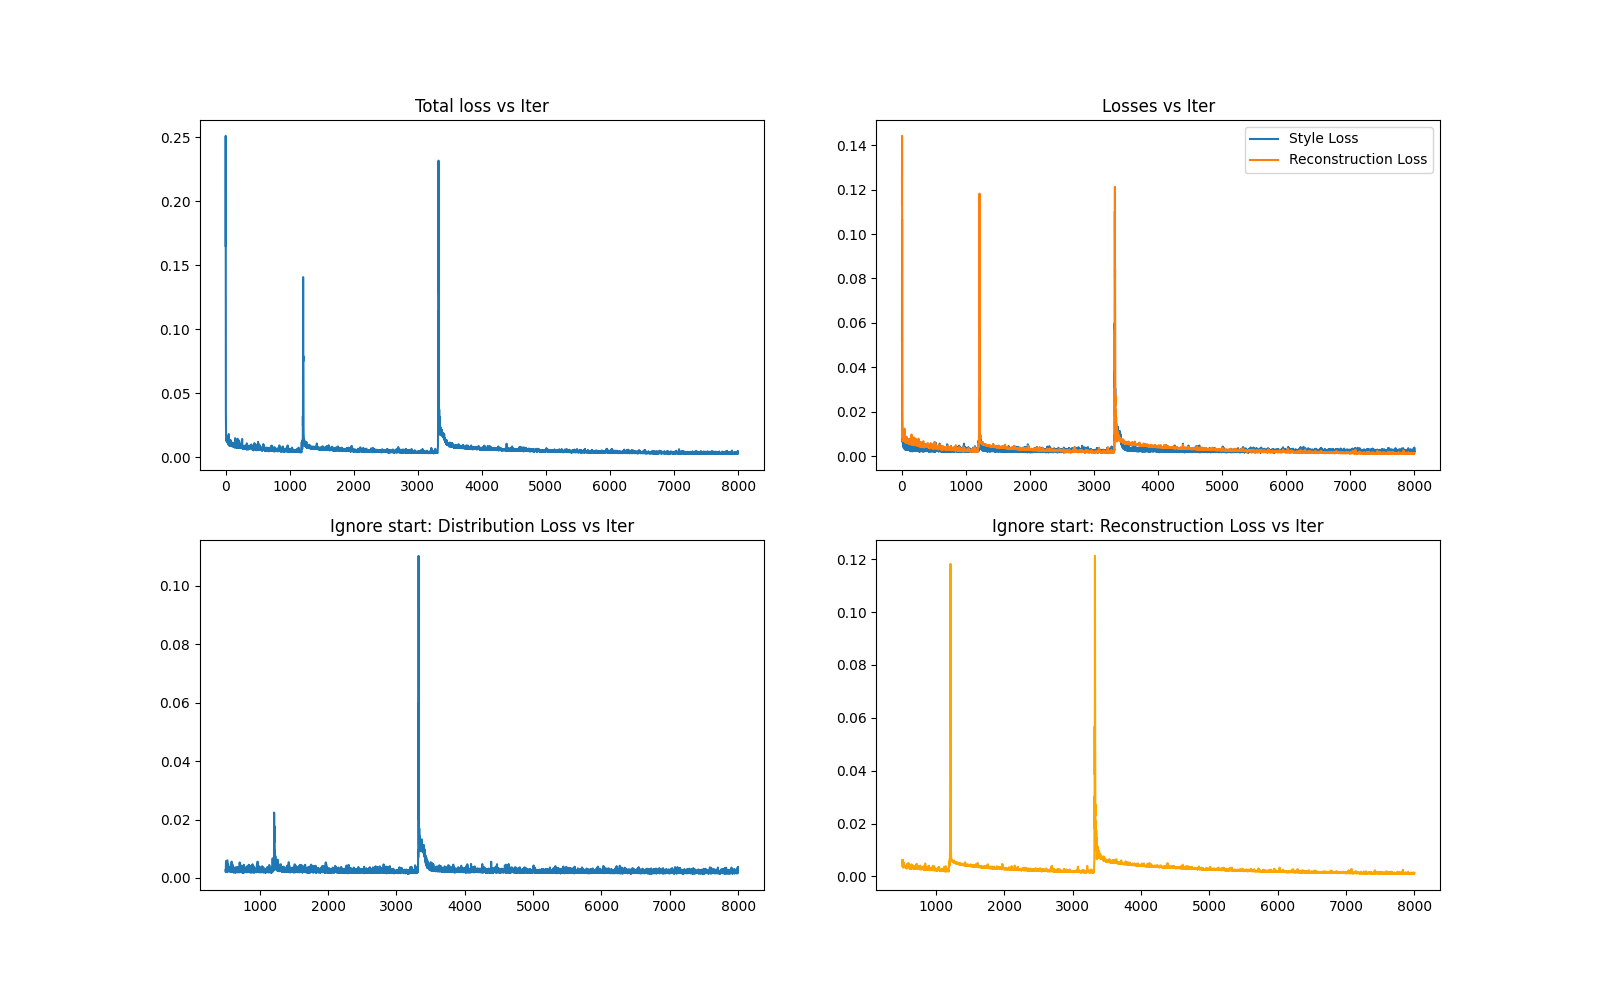 Total loss vs Iter
0.25
0.20
0.15
0.10
0.05
0.00
0 1000 2000 3000 4000 5000 6000 7000 8000
Losses vs Iter
Style Loss
Reconstruction Loss
0.14
0.12
0.10
0.08
0.06
0.04
0.02
0.00
0 1000 2000 3000 4000 5000 6000 7000 8000
Ignore start: Distribution Loss vs Iter
0.10
0.08
0.06
0.04
0.02
0.00
1000 2000 3000 4000 5000 6000 7000 8000
Ignore start: Reconstruction Loss vs Iter
0.12
0.10
0.08
0.06
0.04
0.02
0.00
1000 2000 3000 4000 5000 6000 7000 8000